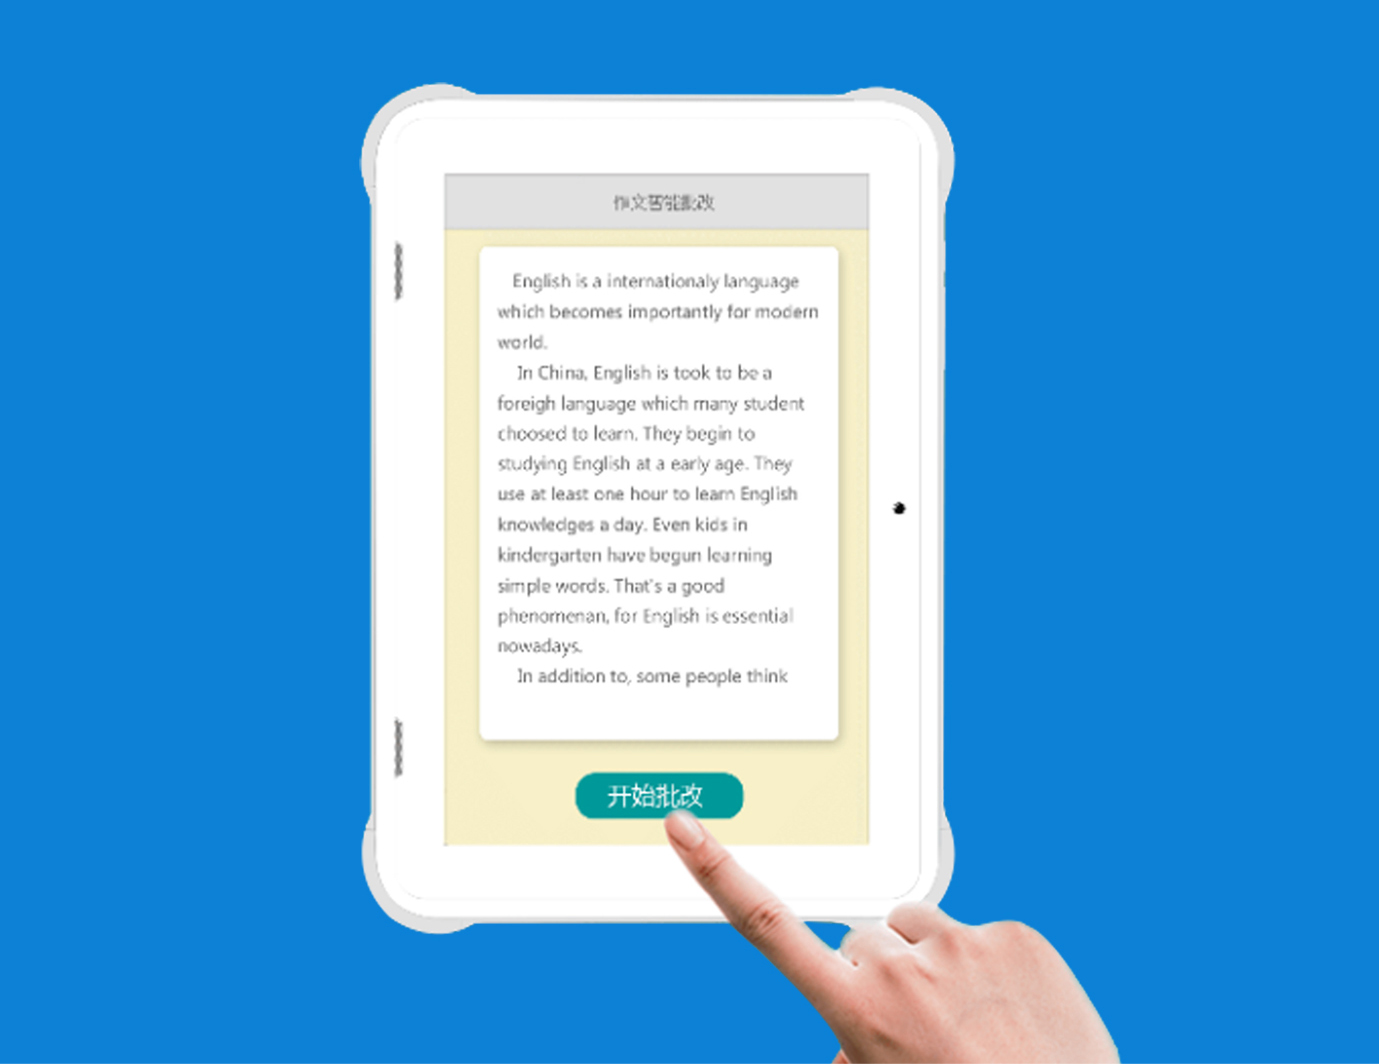 作文智能批改
English is a internationaly language
which becomes importantly for modern
world.
In China, English is took to be a
foreigh language which many student
choosed to learn. They begin to
studying English at a early age. They
use at least one hour to learn English
knowledges a day. Even kids in
kindergarten have begun learning
simple words. That's a good
phenomenan, for English is essential
nowadays.
In addition to, some people think
开始批改